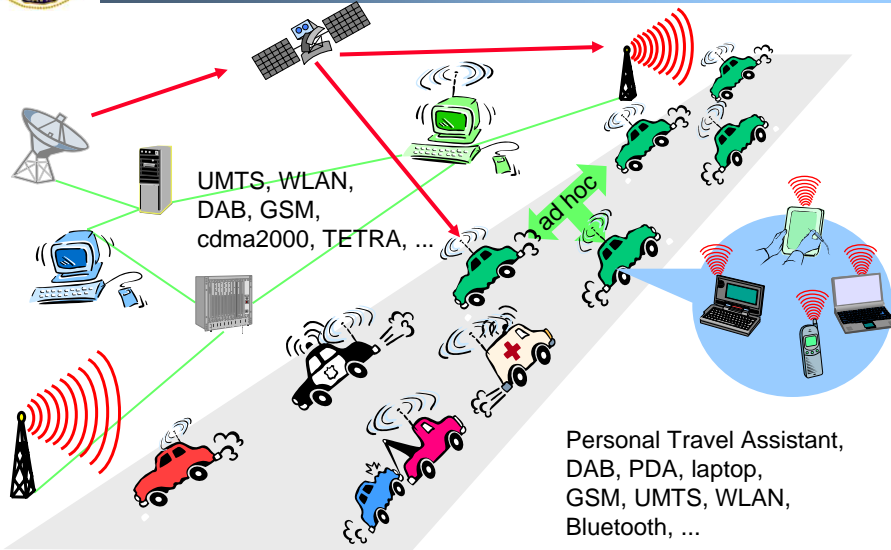 UMTS, WLAN,
DAB, GSM,
cdma2000, TETRA, ...
ad hoc
Personal Travel Assistant,
DAB, PDA, laptop,
GSM, UMTS, WLAN,
Bluetooth, ...